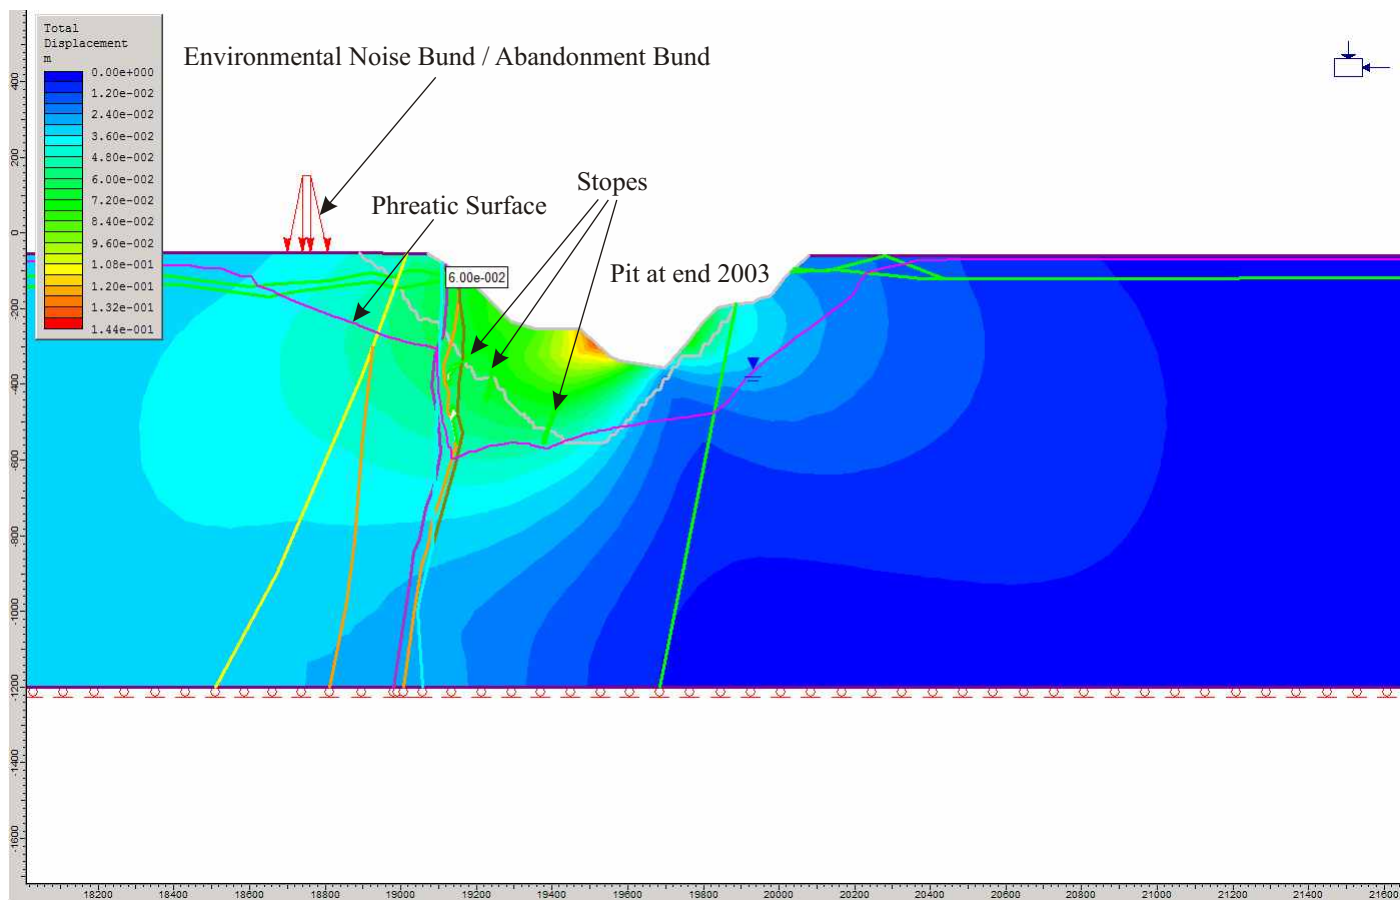 Total
Displacement
m
0.00e+000
1.20e-002
2.40e-002
3.60e-002
4.80e-002
6.00e-002
7.20e-002
8.40e-002
9.60e-002
1.08e-001
1.20e-001
1.32e-001
1.44e-001
Environmental Noise Bund / Abandonment Bund
Phreatic Surface
Stopes
Pit at end 2003
6.00e-002
400
200
0
-200
-400
-600
-800
-1000
-1200
-1400
-1600
18200 18400 18600 18800 19000 19200 19400 19600 19800 20000 20200 20400 20600 20800 21000 21200 21400 21600